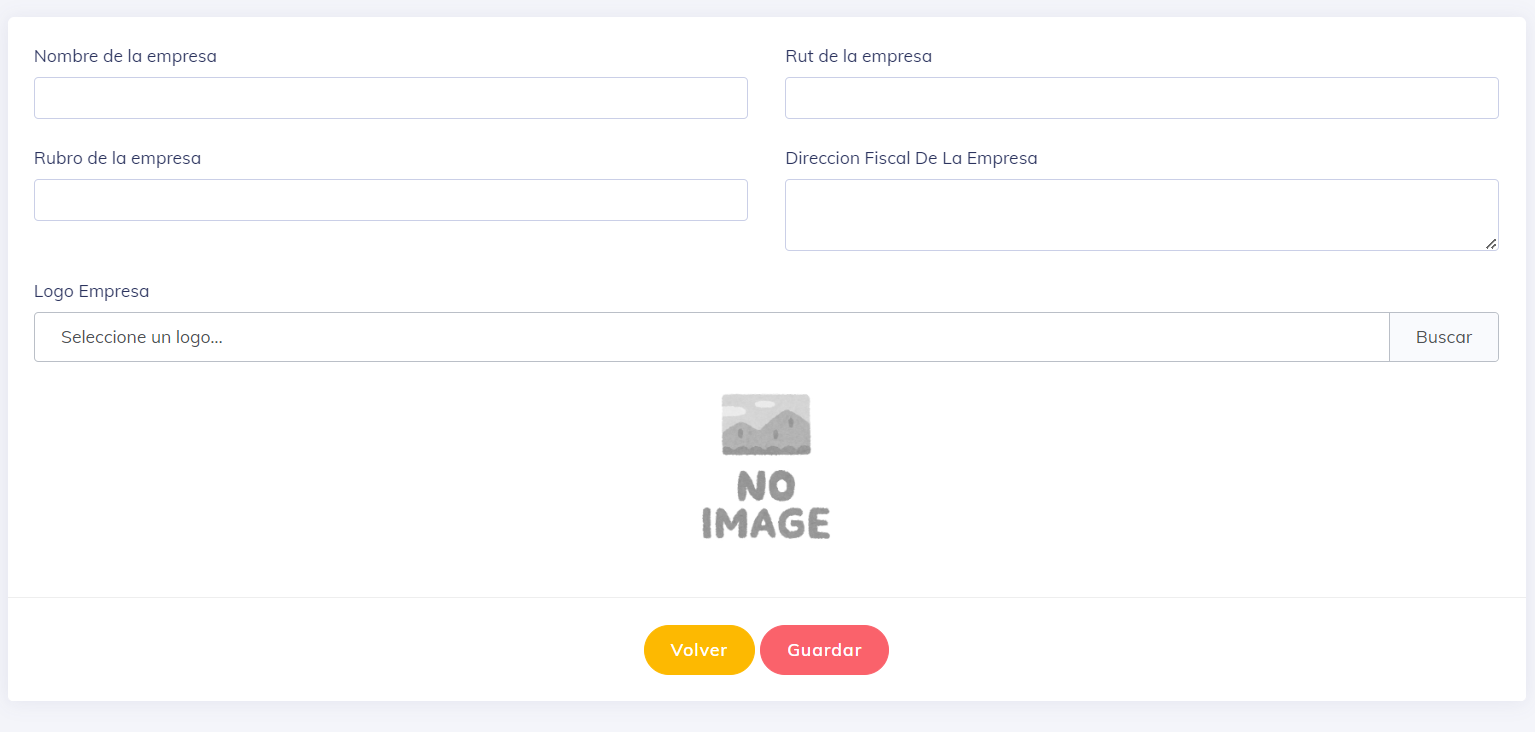 Nombre de la empresa
Rut de la empresa
Rubro de la empresa
Direccion Fiscal De La Empresa
Logo Empresa
Seleccione un logo...
Buscar
NO
IMAGE
Volver
Guardar